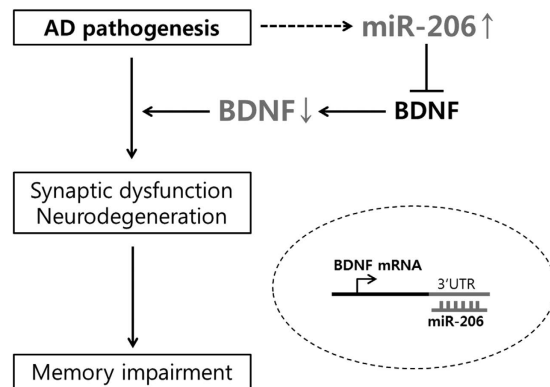 AD pathogenesis
miR-206↑
BDNF↓
BDNF
Synaptic dysfunction
Neurodegeneration
BDNF mRNA
3'UTR
miR-206
Memory impairment